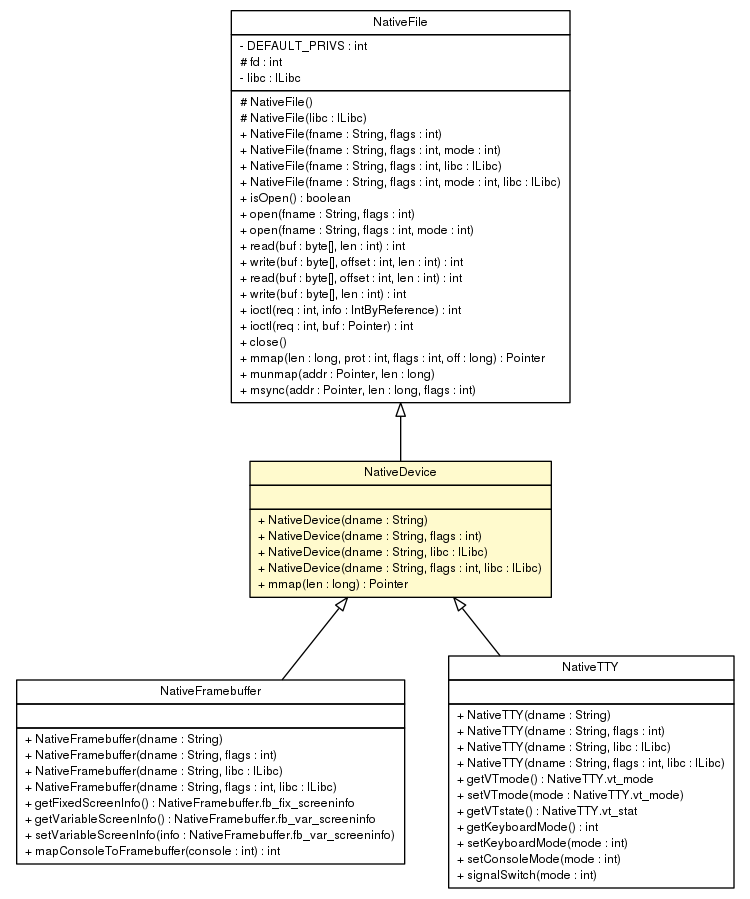 NativeFile
- DEFAULT_PRIVS : int
# fd : int
- libc : ILibc
# NativeFile()
# NativeFile(libc : ILibc)
+ NativeFile(fname : String, flags : int)
+ NativeFile(fname : String, flags : int, mode : int)
+ NativeFile(fname : String, flags : int, libc : ILibc)
+ NativeFile(fname : String, flags : int, mode : int, libc : ILibc)
+ isOpen() : boolean
+ open(fname : String, flags : int)
+ open(fname : String, flags : int, mode : int)
+ read(buf : byte[], len : int) : int
+ write(buf : byte[], offset : int, len : int) : int
+ read(buf : byte[], offset : int, len : int) : int
+ write(buf : byte[], len : int) : int
+ ioctl(req : int, info : IntByReference) : int
+ ioctl(req : int, buf : Pointer) : int
+ close()
+ mmap(len : long, prot : int, flags : int, off : long) : Pointer
+ munmap(addr : Pointer, len : long)
+ msync(addr : Pointer, len : long, flags : int)
NativeDevice
+ NativeDevice(dname : String)
+ NativeDevice(dname : String, flags : int)
+ NativeDevice(dname : String, libc : ILibc)
+ NativeDevice(dname : String, flags : int, libc : ILibc)
+ mmap(len : long) : Pointer
NativeFramebuffer
+ NativeFramebuffer(dname : String)
+ NativeFramebuffer(dname : String, flags : int)
+ NativeFramebuffer(dname : String, libc : ILibc)
+ NativeFramebuffer(dname : String, flags : int, libc : ILibc)
+ getFixedScreenInfo() : NativeFramebuffer.fb_fix_screeninfo
+ getVariableScreenInfo() : NativeFramebuffer.fb_var_screeninfo
+ setVariableScreenInfo(info : NativeFramebuffer.fb_var_screeninfo)
+ mapConsoleToFramebuffer(console : int) : int
NativeTTY
+ NativeTTY(dname : String)
+ NativeTTY(dname : String, flags : int)
+ NativeTTY(dname : String, libc : ILibc)
+ NativeTTY(dname : String, flags : int, libc : ILibc)
+ getVTmode() : NativeTTY.vt_mode
+ setVTmode(mode : NativeTTY.vt_mode)
+ getVTstate() : NativeTTY.vt_stat
+ getKeyboardMode() : int
+ setKeyboardMode(mode : int)
+ setConsoleMode(mode : int)
+ signalSwitch(mode : int)